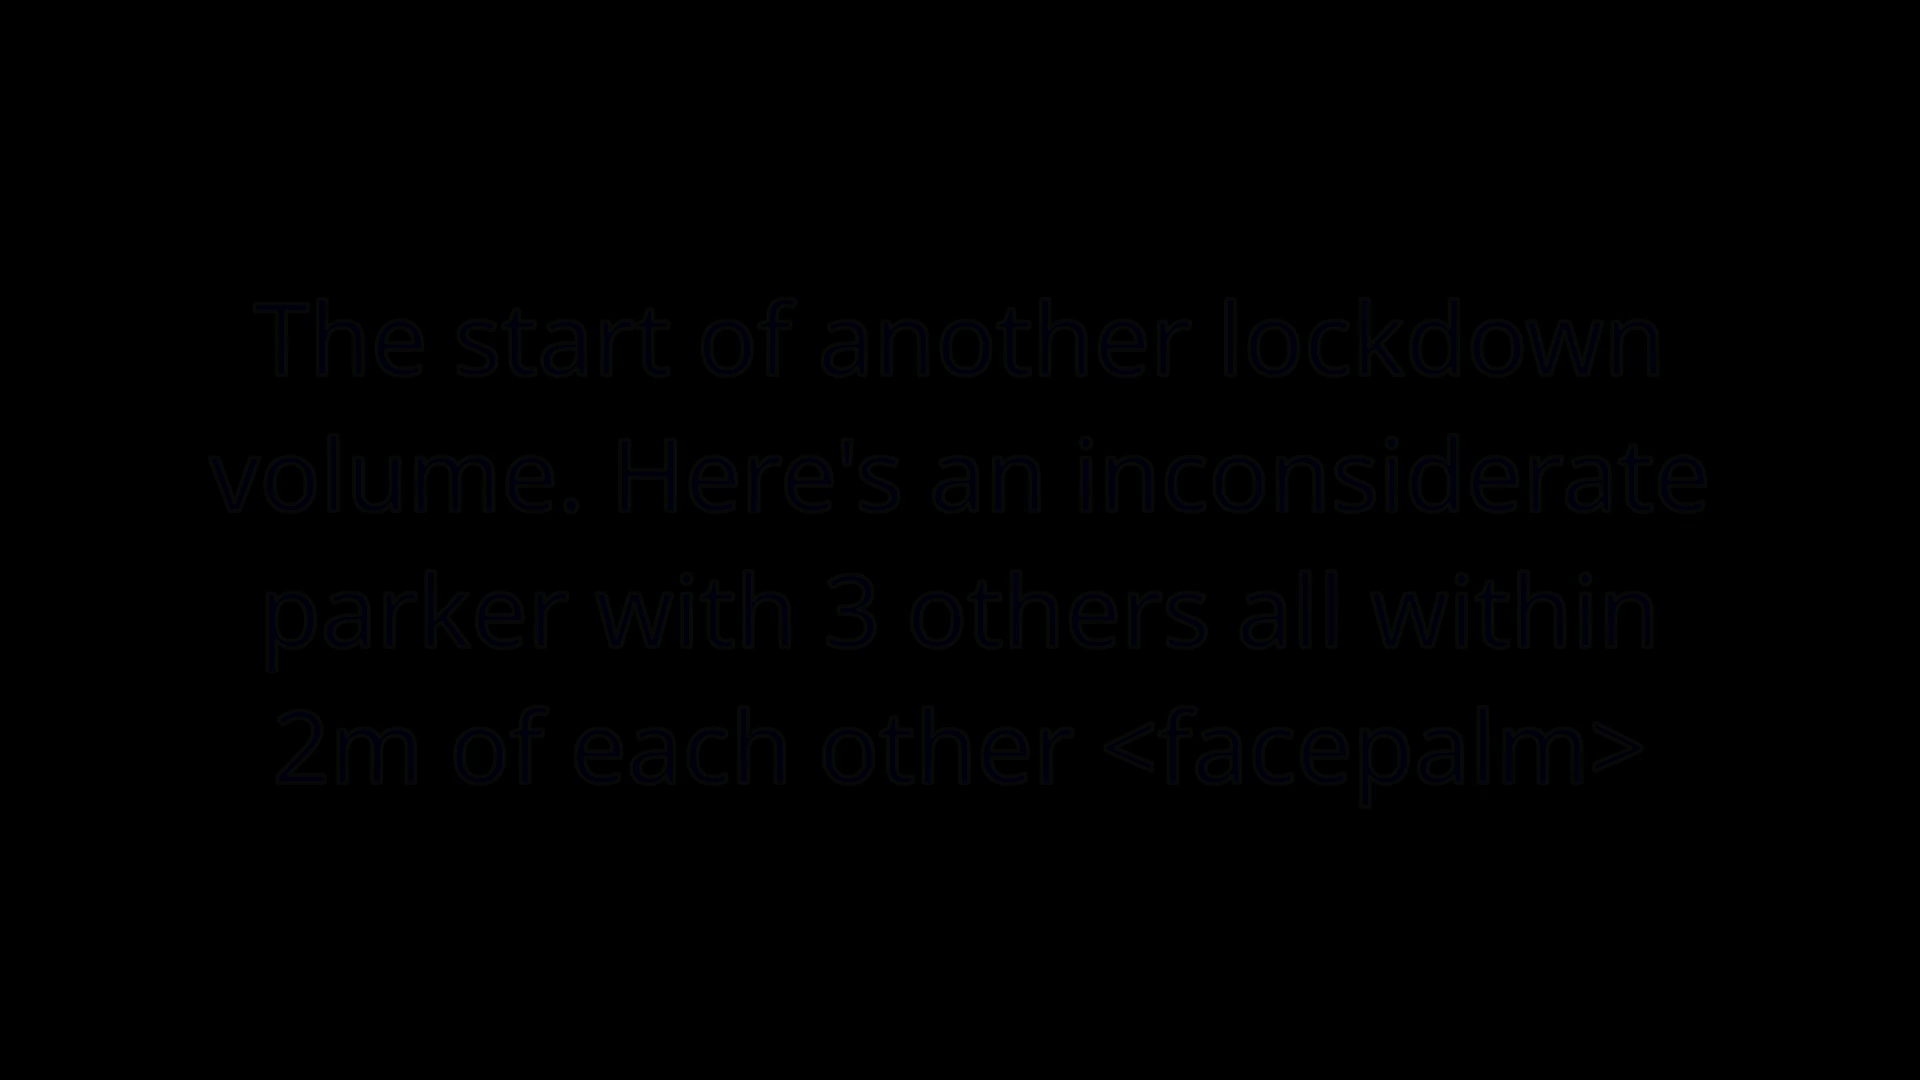 The start of another lockdown
volume. Here's an inconsiderate
parker with 3 others all within
2m of each other <facepalm>